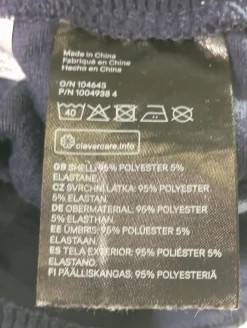 Made in China
Fabriqué en Chine
Hecho en China
O/N 104643
P/N 1004938 4
40
clevercare.info
GB SHELL: 95% POLYESTER 5%
ELASTANE
CZ SVRCHNÍ LÁTKA: 95% POLYESTER
5% ELASTAN
DE OBERMATERIAL: 95% POLYESTER
5% ELASTHAN
EE ÜMBRIS: 95% POLÜESTER 5%
ELASTAAN
ES TELA EXTERIOR: 95% POLIÉSTER 5%
ELASTANO
FI PÄÄLLISKANGAS: 95% POLYESTERIÄ